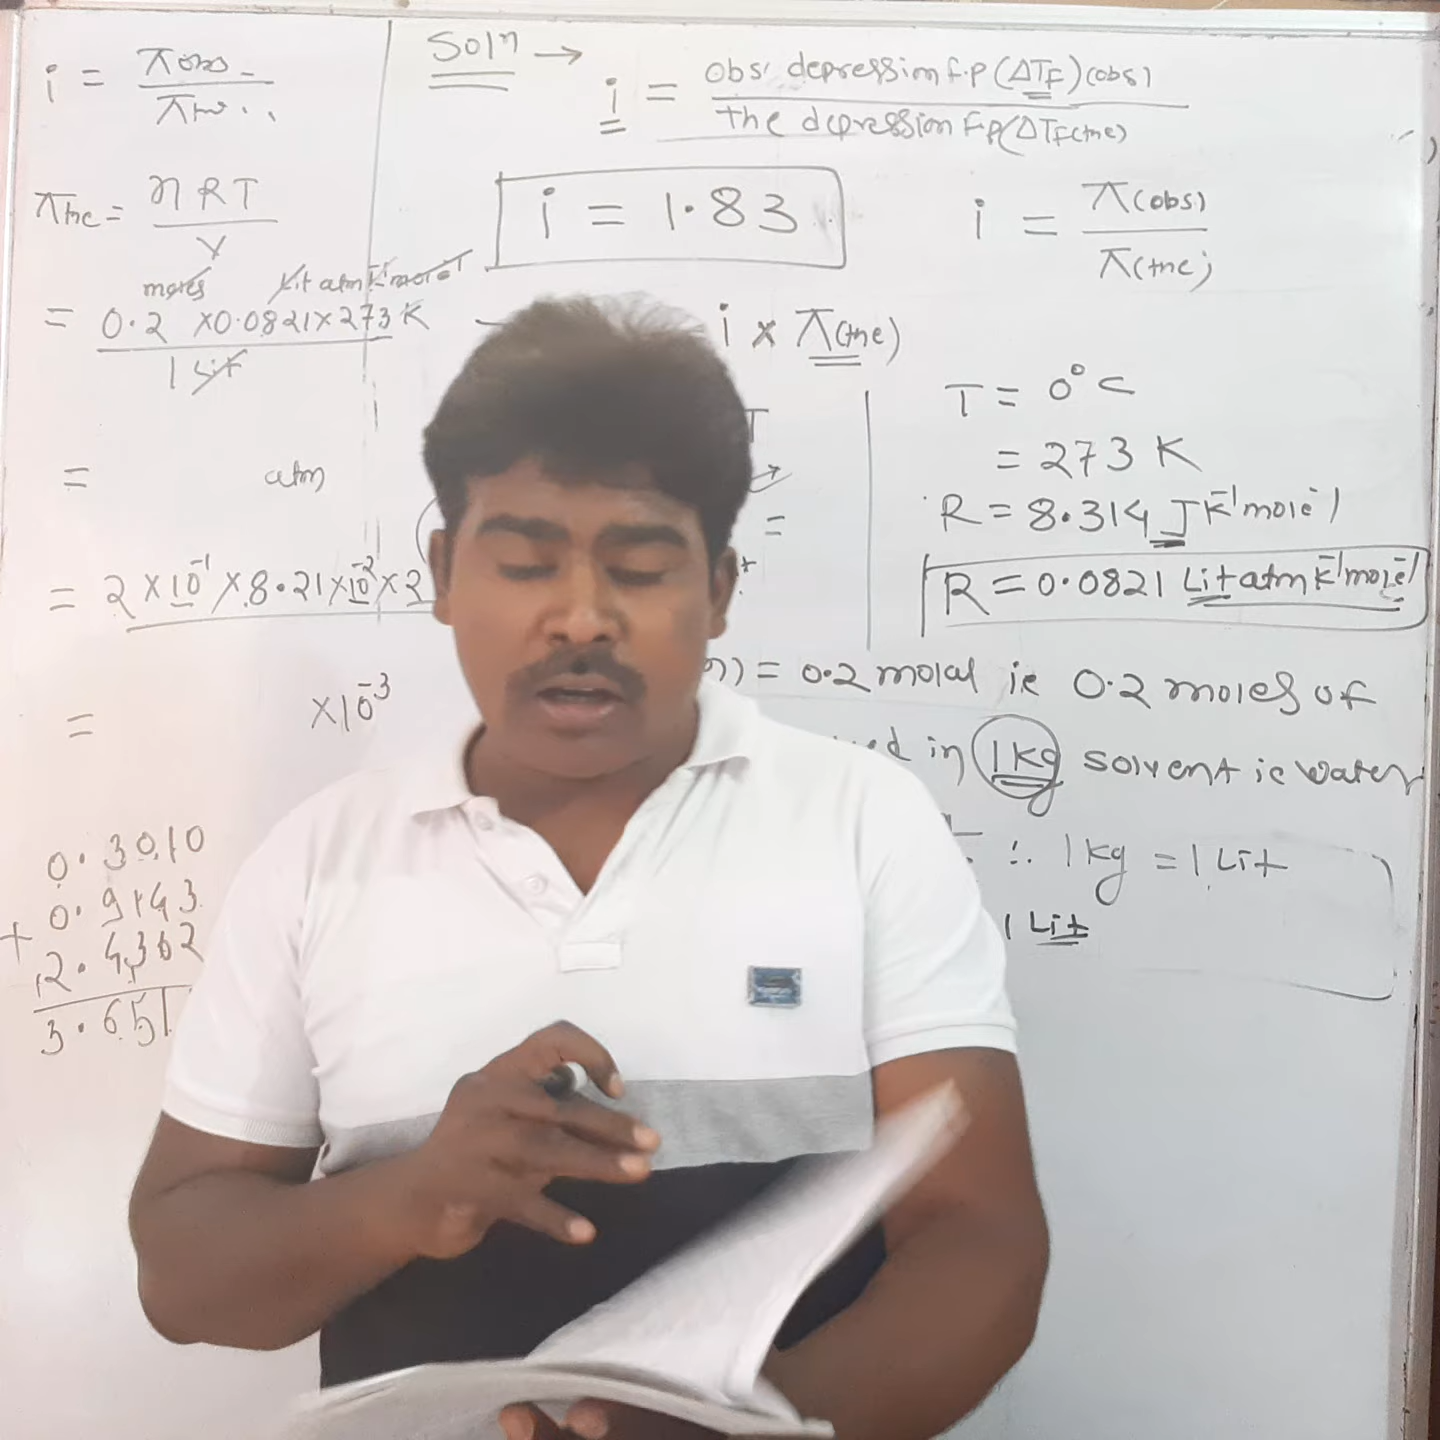 i = π obs
π
π the = n R T
V
moles Lit atm K⁻¹ mole⁻¹
= 0.2 × 0.0821 × 273 K
1 Lit
= atm
= 2 × 10⁻¹ × 8.21 × 10⁻² × 2
= × 10⁻³
0.3010
0.9143
+ 2.4362
3.651
Soln →
i = obs' depression f.p (ΔTf)(obs)
the depression F.p(ΔTf(the)
i = 1.83
i = π(obs)
π(the)
i × π(the)
T
=
T = 0°C
= 273 K
R = 8.314 J K⁻¹ mole⁻¹
R = 0.0821 Lit atm K⁻¹ mole⁻¹
= 0.2 molal ie 0.2 moles of
in 1 kg solvent ie water
∴ 1 kg = 1 Lit
1 Lit